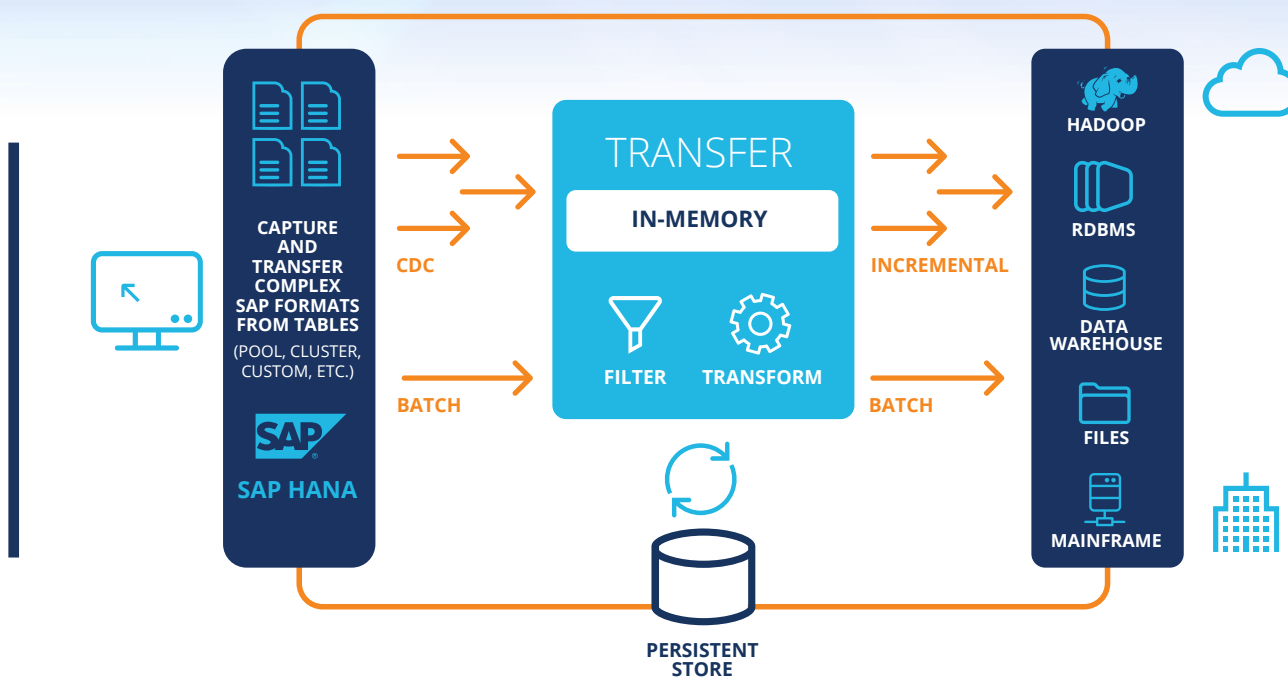 CAPTURE
AND
TRANSFER
COMPLEX
SAP FORMATS
FROM TABLES
(POOL, CLUSTER,
CUSTOM, ETC.)
SAP
®
SAP HANA
CDC
BATCH
TRANSFER
IN-MEMORY
FILTER
TRANSFORM
PERSISTENT
STORE
INCREMENTAL
BATCH
HADOOP
RDBMS
DATA
WAREHOUSE
FILES
MAINFRAME